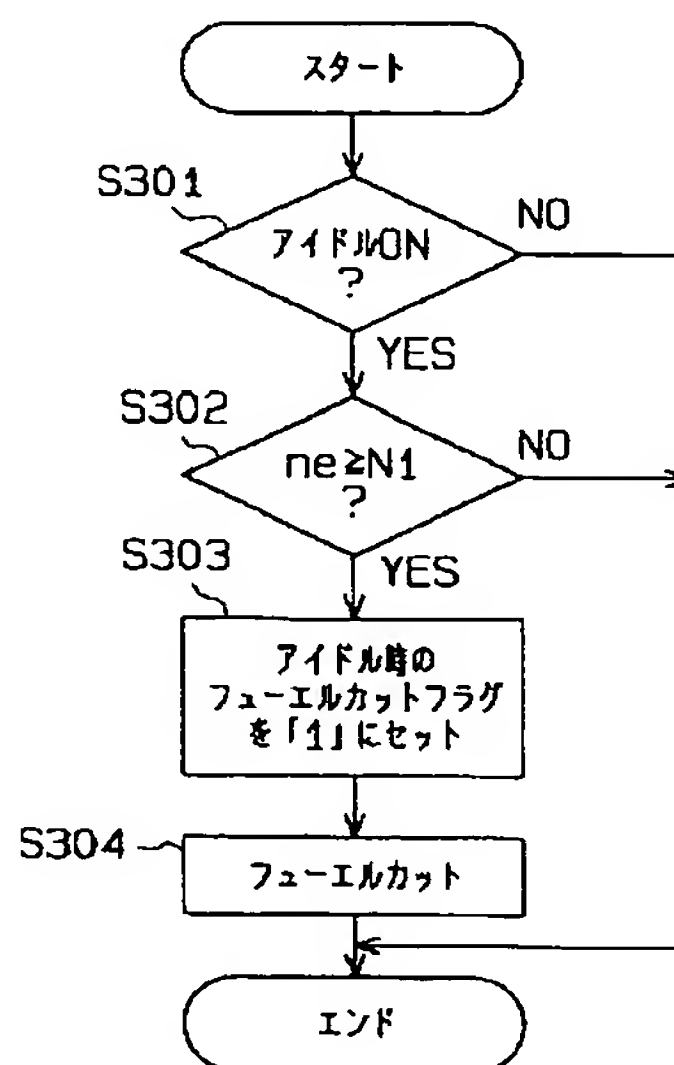 スタート
S301
アイドルON
?
NO
YES
S302
ne≧N1
?
NO
YES
S303
アイドル時の
フューエルカットフラグ
を「1」にセット
S304
フューエルカット
エンド